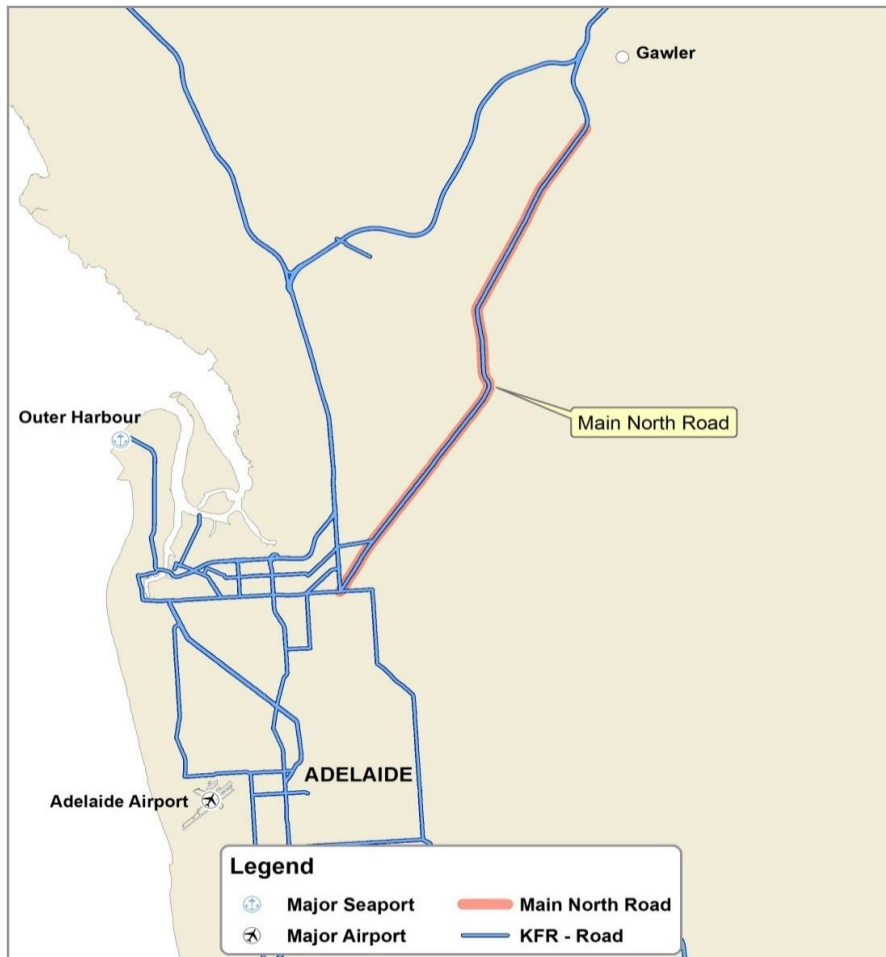 Gawler
Main North Road
Outer Harbour
ADELAIDE
Adelaide Airport
Legend
Major Seaport
Main North Road
Major Airport
KFR - Road